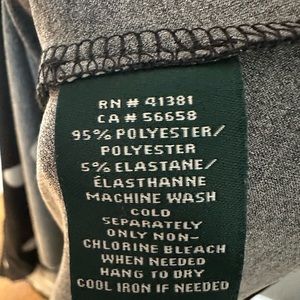 RN # 41381
CA # 56658
95% POLYESTER/
POLYESTER
5% ELASTANE/
ÉLASTHANNE
MACHINE WASH
COLD
SEPARATELY
ONLY NON-
CHLORINE BLEACH
WHEN NEEDED
HANG TO DRY
COOL IRON IF NEEDED